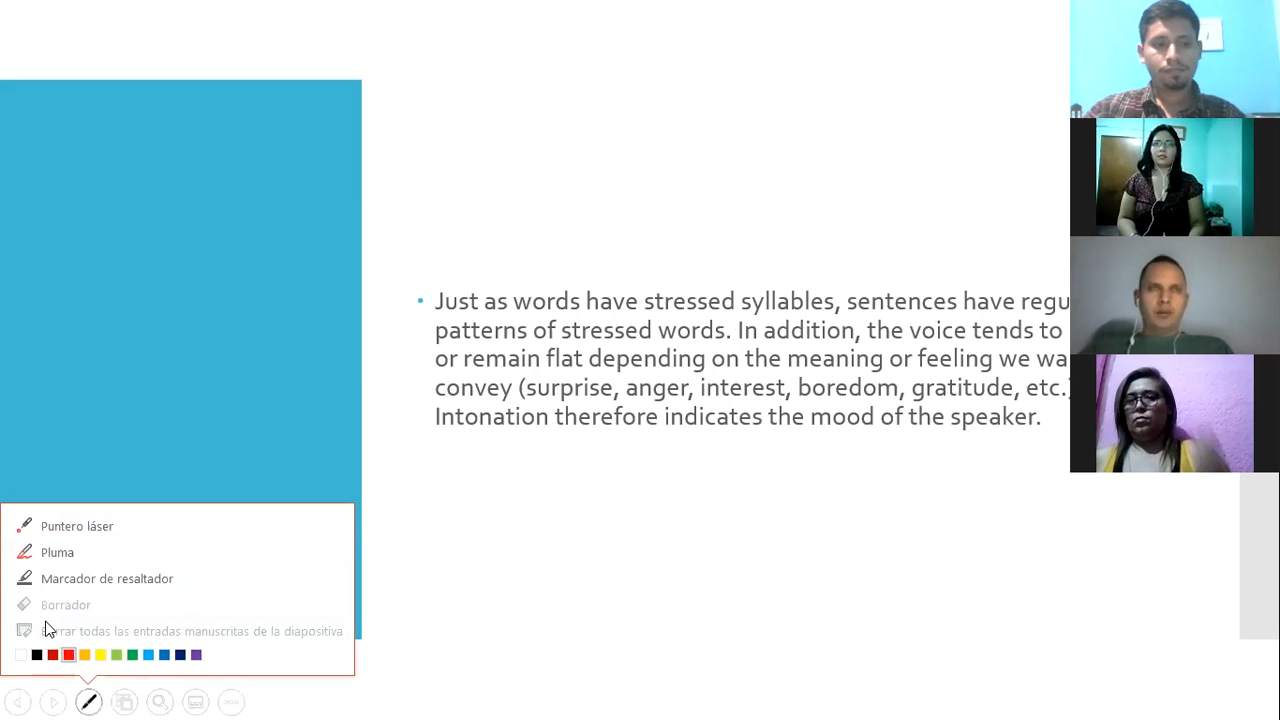 Just as words have stressed syllables, sentences have regu
patterns of stressed words. In addition, the voice tends to
or remain flat depending on the meaning or feeling we wa
convey (surprise, anger, interest, boredom, gratitude, etc.)
Intonation therefore indicates the mood of the speaker.
Puntero láser
Pluma
Marcador de resaltador
Borrador
Borrar todas las entradas manuscritas de la diapositiva